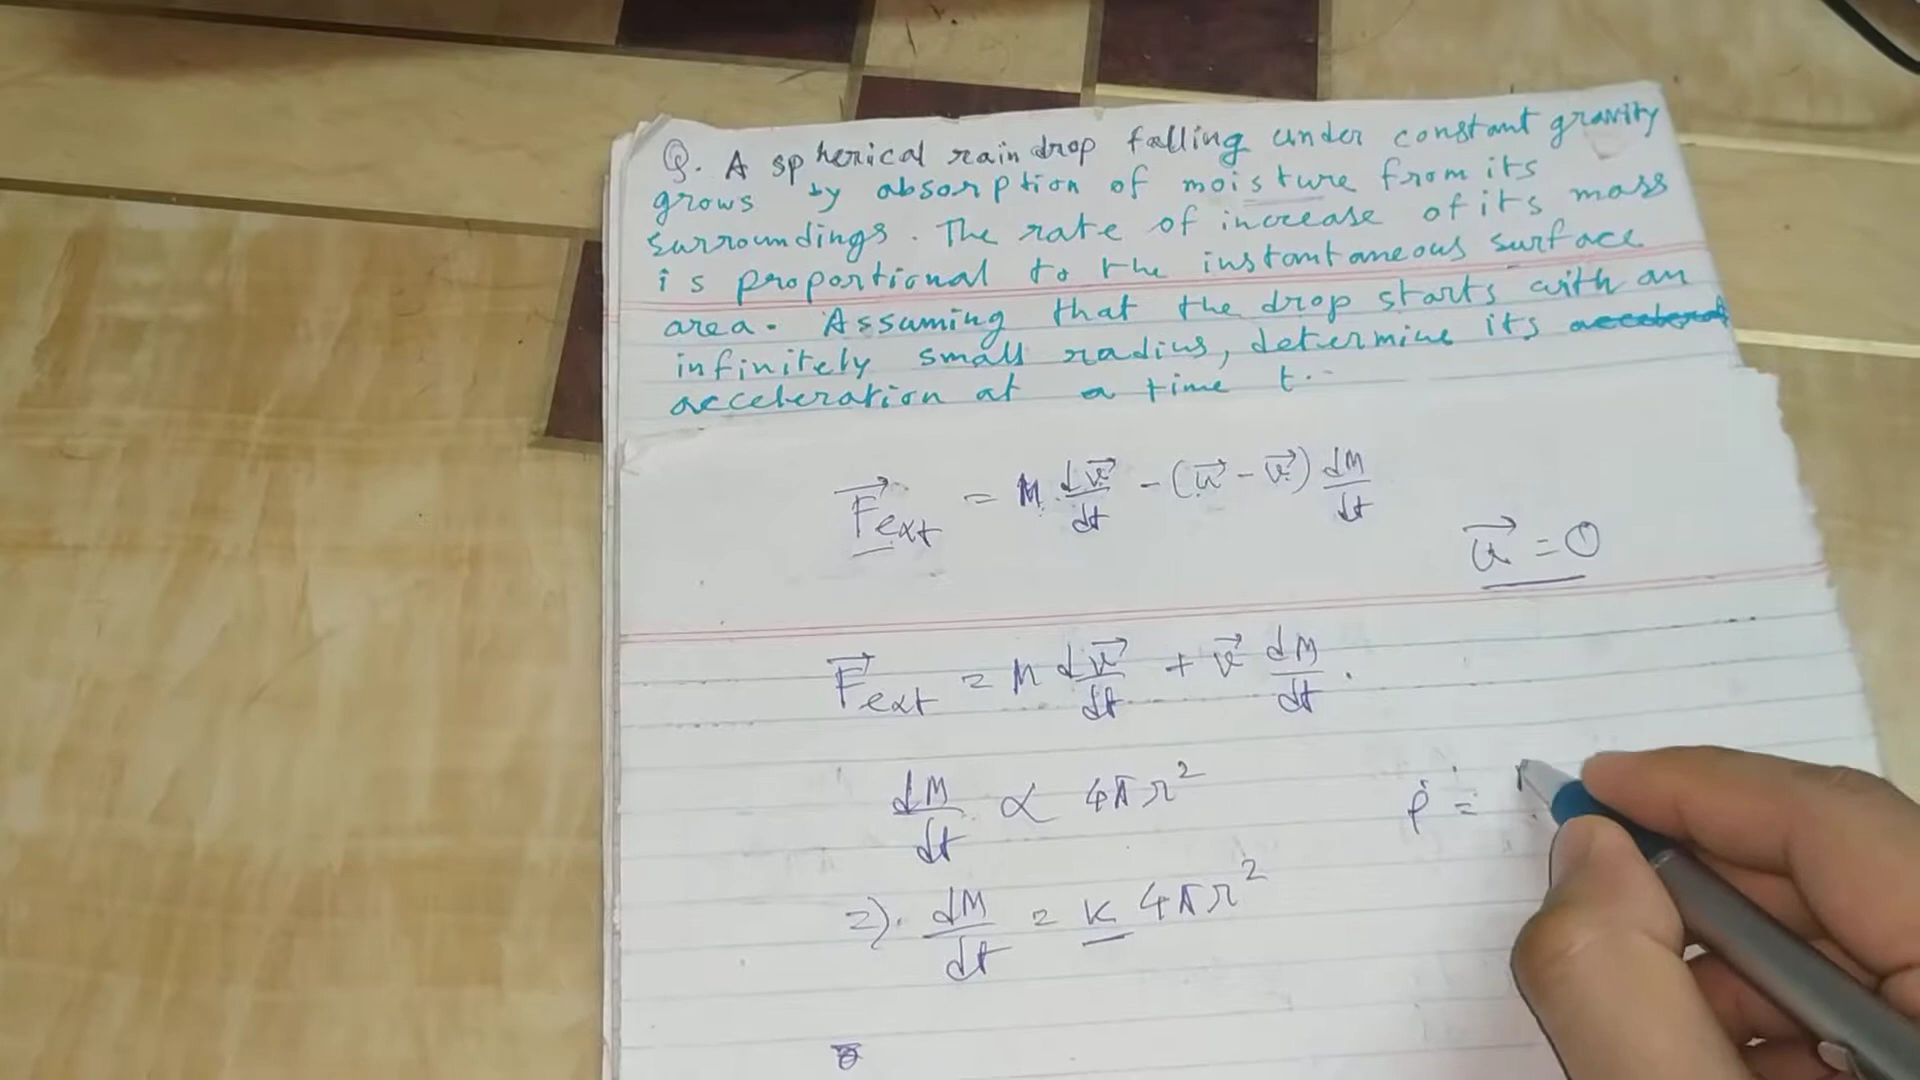 Q. A spherical raindrop falling under constant gravity
grows by absorption of moisture from its
surroundings. The rate of increase of its mass
is proportional to the instantaneous surface
area. Assuming that the drop starts with an
infinitely small radius, determine its
acceleration at a time t..
F⃗ext = M dv⃗/dt - (u⃗ - v⃗) dM/dt
u⃗ = 0
F⃗ext = M dv⃗/dt + v⃗ dM/dt.
dM/dt ∝ 4πr²
ρ =
=). dM/dt = K 4πr²